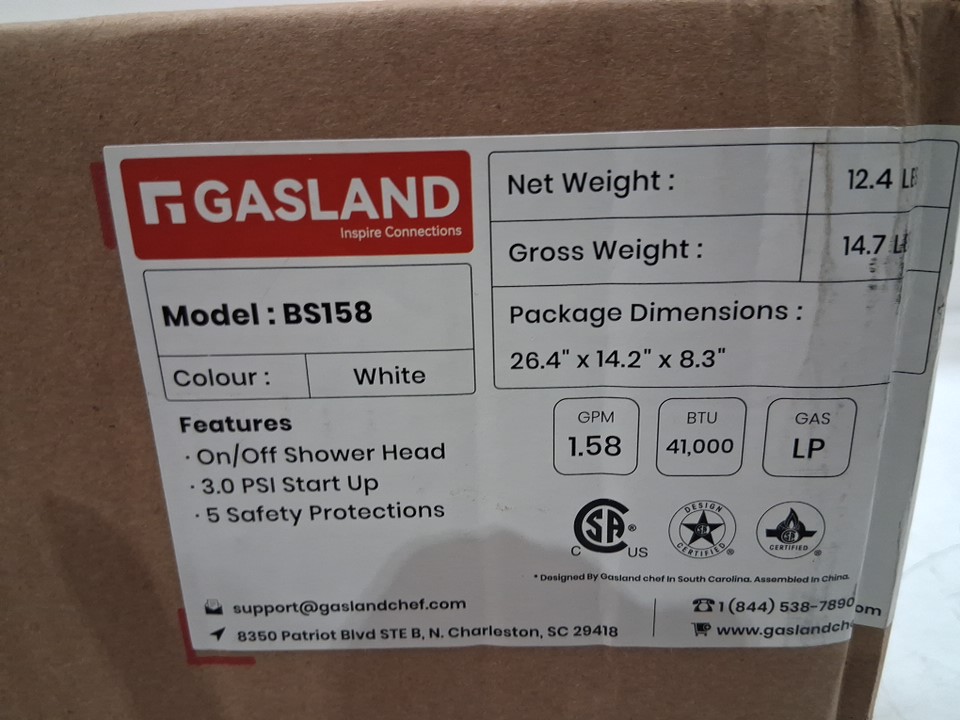 GASLAND
Inspire Connections
Model : BS158
Colour : White
Features
· On/Off Shower Head
· 3.0 PSI Start Up
· 5 Safety Protections
Net Weight : 12.4 LB
Gross Weight : 14.7
Package Dimensions :
26.4" x 14.2" x 8.3"
GPM
1.58
BTU
41,000
GAS
LP
SA®
C US
DESIGN
CERTIFIED ®
CERTIFIED ®
* Designed By Gasland chef In South Carolina. Assembled In China.
support@gaslandchef.com
8350 Patriot Blvd STE B, N. Charleston, SC 29418
1 (844) 538-7890
www.gaslandch
om